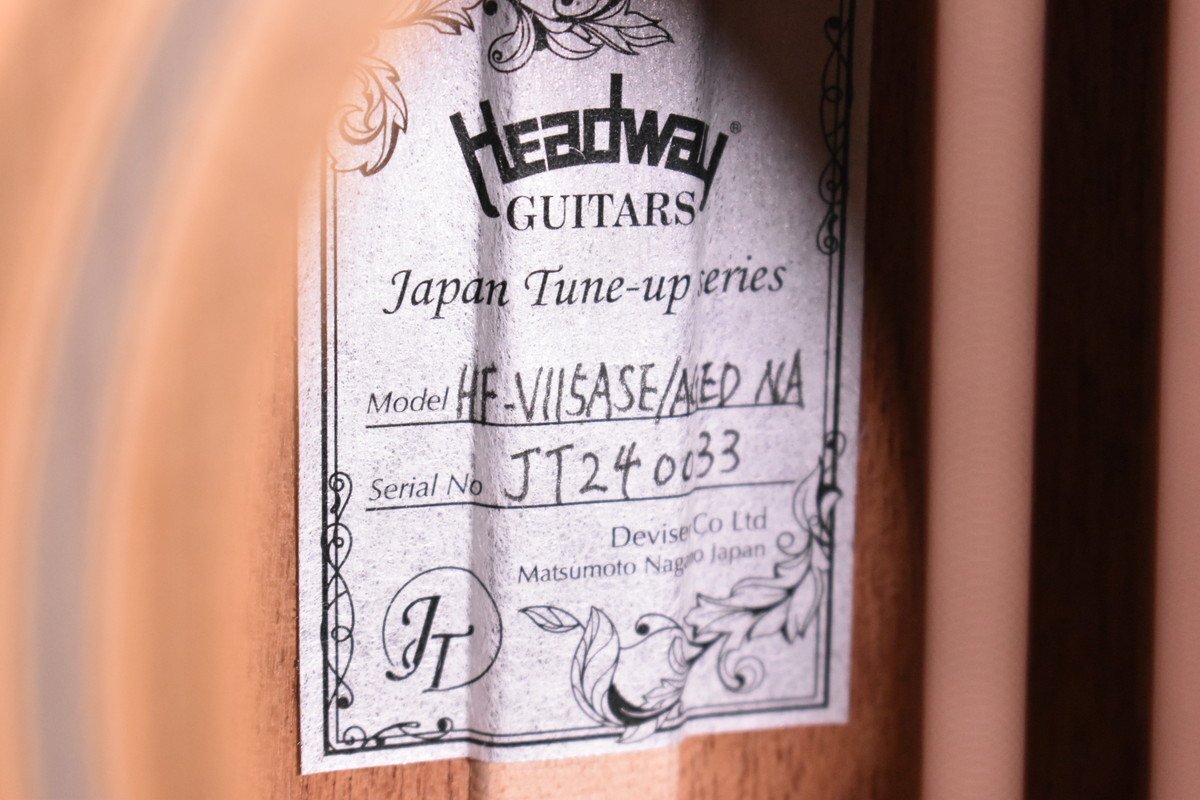 Headway®
GUITARS
Japan Tune-up series
Model HF-V115ASE/AGED NA
Serial No JT240033
Deviser Co Ltd
Matsumoto Nagano Japan
JT